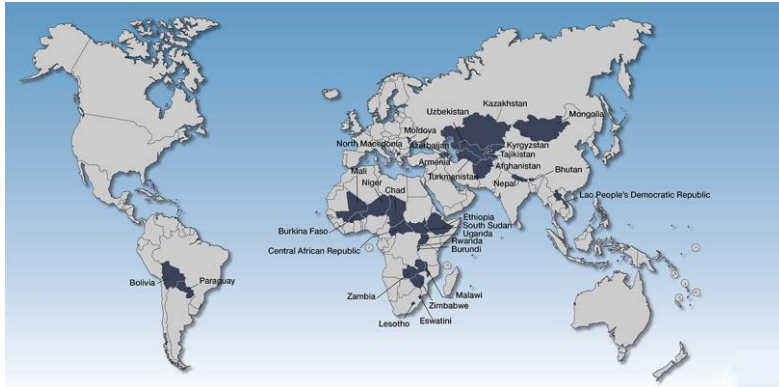 Kazakhstan
Uzbekistan
Mongolia
Moldova
North Macedonia
Azerbaijan
Kyrgyzstan
Tajikistan
Armenia
Afghanistan
Bhutan
Mali
Turkmenistan
Nepal
Niger
Chad
Lao People's Democratic Republic
Ethiopia
South Sudan
Burkina Faso
Uganda
Rwanda
Central African Republic
Burundi
Bolivia
Paraguay
Zambia
Malawi
Zimbabwe
Lesotho
Eswatini